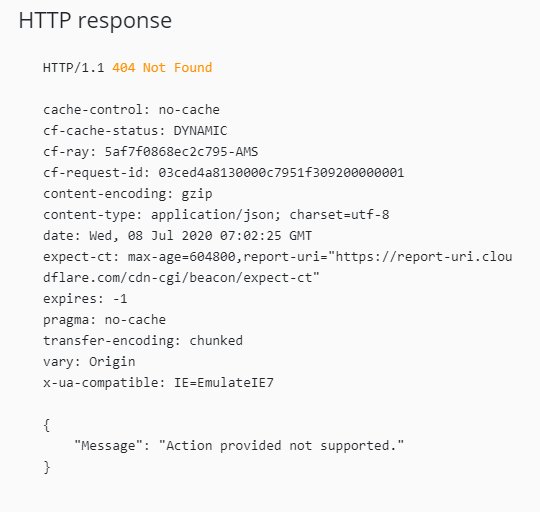 HTTP response
HTTP/1.1 404 Not Found
cache-control: no-cache
cf-cache-status: DYNAMIC
cf-ray: 5af7f0868ec2c795-AMS
cf-request-id: 03ced4a8130000c7951f309200000001
content-encoding: gzip
content-type: application/json; charset=utf-8
date: Wed, 08 Jul 2020 07:02:25 GMT
expect-ct: max-age=604800,report-uri="https://report-uri.clou
dflare.com/cdn-cgi/beacon/expect-ct"
expires: -1
pragma: no-cache
transfer-encoding: chunked
vary: Origin
x-ua-compatible: IE=EmulateIE7
{
"Message": "Action provided not supported."
}